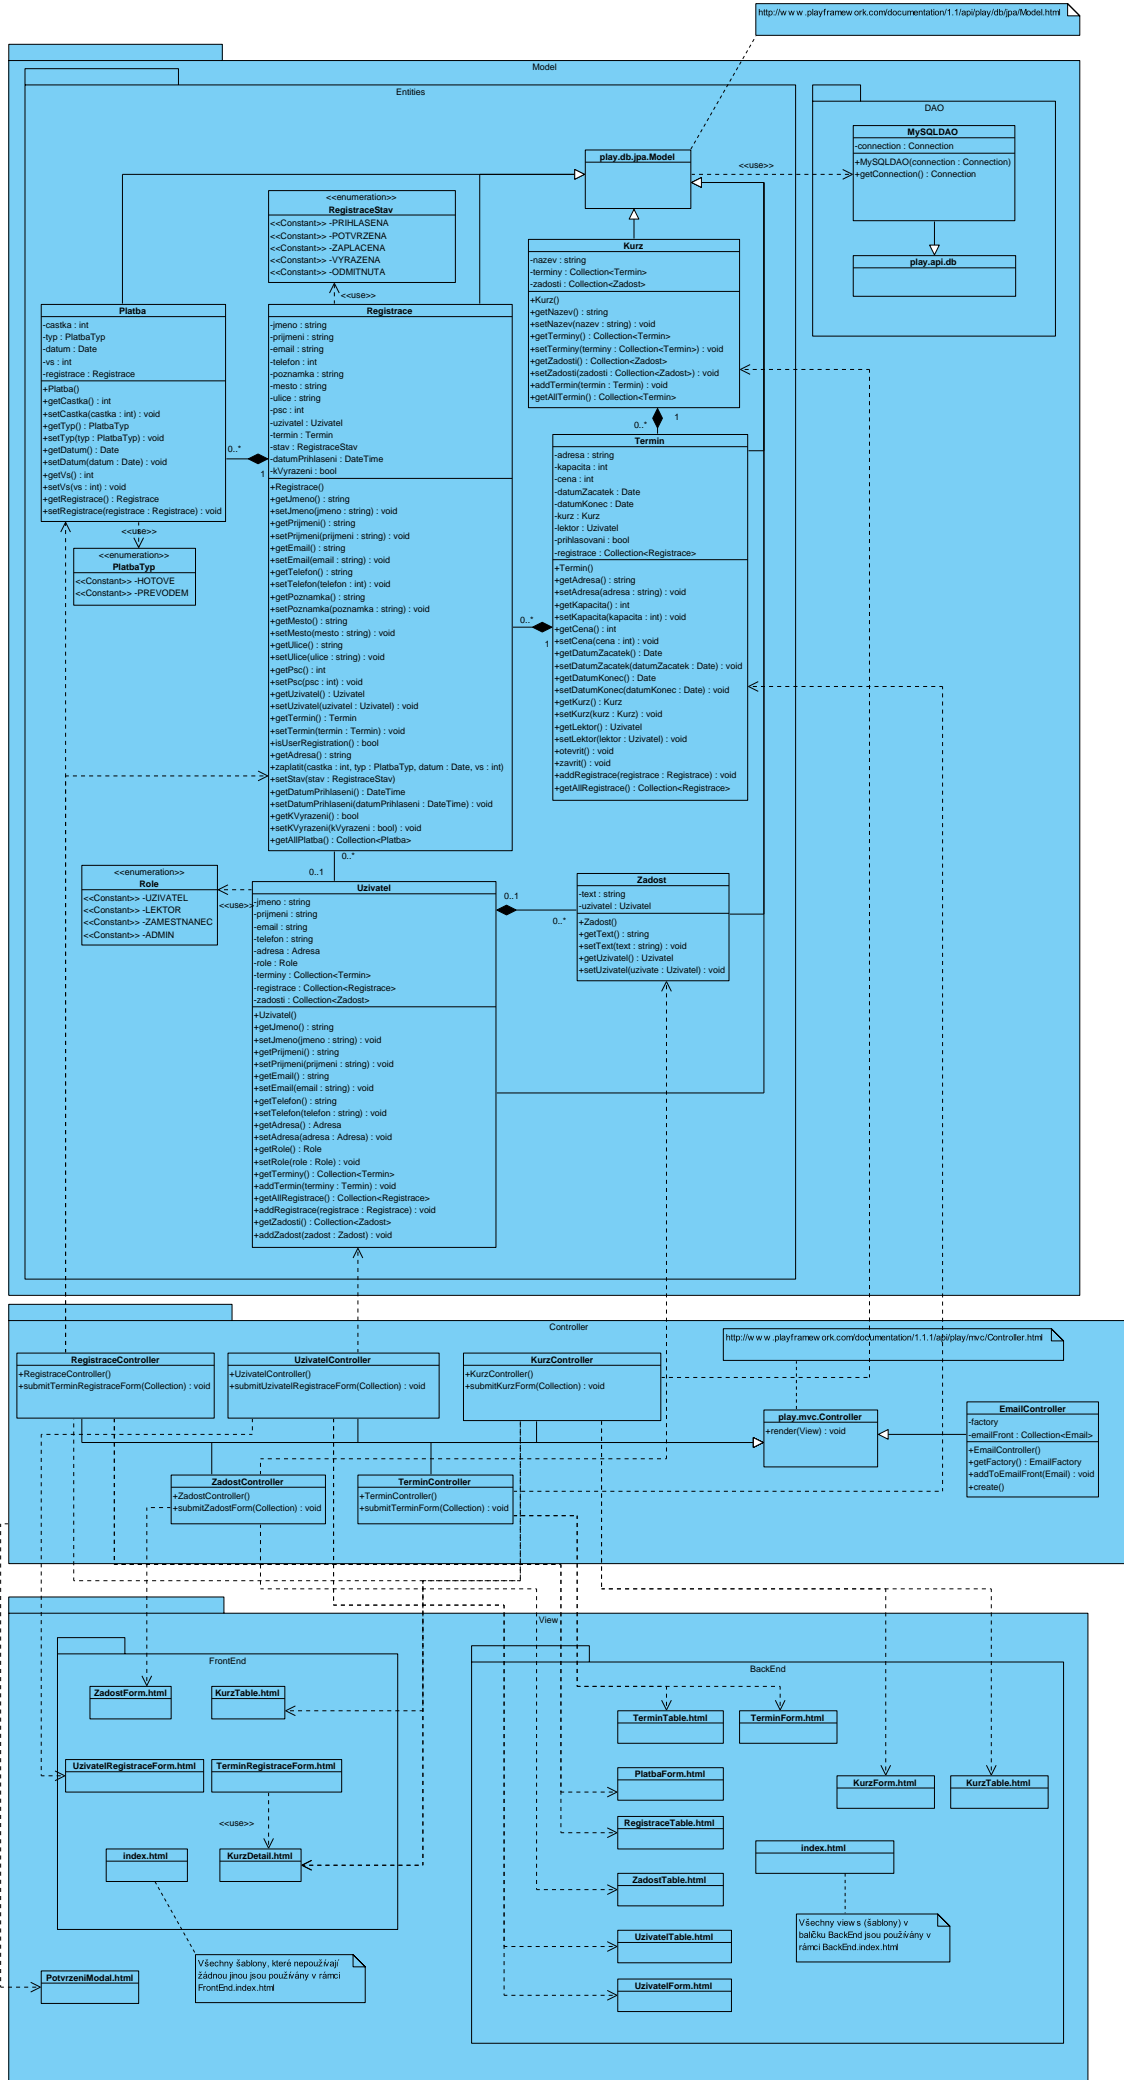 http://www.playframework.com/documentation/1.1/api/play/db/jpa/Model.html
Model
Entities
DAO
MySQLDAO
-connection : Connection
+MySQLDAO(connection : Connection)
+getConnection() : Connection
play.api.db
play.db.jpa.Model
<<use>>
<<enumeration>>
RegistraceStav
<<Constant>> -PRIHLASENA
<<Constant>> -POTVRZENA
<<Constant>> -ZAPLACENA
<<Constant>> -VYRAZENA
<<Constant>> -ODMITNUTA
<<use>>
Kurz
-nazev : string
-terminy : Collection<Termin>
-zadosti : Collection<Zadost>
+Kurz()
+getNazev() : string
+setNazev(nazev : string) : void
+getTerminy() : Collection<Termin>
+setTerminy(terminy : Collection<Termin>) : void
+getZadosti() : Collection<Zadost>
+setZadosti(zadosti : Collection<Zadost>) : void
+addTermin(termin : Termin) : void
+getAllTermin() : Collection<Termin>
1
0..*
Platba
-castka : int
-typ : PlatbaTyp
-datum : Date
-vs : int
-registrace : Registrace
+Platba()
+getCastka() : int
+setCastka(castka : int) : void
+getTyp() : PlatbaTyp
+setTyp(typ : PlatbaTyp) : void
+getDatum() : Date
+setDatum(datum : Date) : void
+getVs() : int
+setVs(vs : int) : void
+getRegistrace() : Registrace
+setRegistrace(registrace : Registrace) : void
0..*
1
<<use>>
<<enumeration>>
PlatbaTyp
<<Constant>> -HOTOVE
<<Constant>> -PREVODEM
Registrace
-jmeno : string
-prijmeni : string
-email : string
-telefon : int
-poznamka : string
-mesto : string
-ulice : string
-psc : int
-uzivatel : Uzivatel
-termin : Termin
-stav : RegistraceStav
-datumPrihlaseni : DateTime
-kVyrazeni : bool
+Registrace()
+getJmeno() : string
+setJmeno(jmeno : string) : void
+getPrijmeni() : string
+setPrijmeni(prijmeni : string) : void
+getEmail() : string
+setEmail(email : string) : void
+getTelefon() : string
+setTelefon(telefon : int) : void
+getPoznamka() : string
+setPoznamka(poznamka : string) : void
+getMesto() : string
+setMesto(mesto : string) : void
+getUlice() : string
+setUlice(ulice : string) : void
+getPsc() : int
+setPsc(psc : int) : void
+getUzivatel() : Uzivatel
+setUzivatel(uzivatel : Uzivatel) : void
+getTermin() : Termin
+setTermin(termin : Termin) : void
+isUserRegistration() : bool
+getAdresa() : string
+zaplatit(castka : int, typ : PlatbaTyp, datum : Date, vs : int)
+setStav(stav : RegistraceStav)
+getDatumPrihlaseni() : DateTime
+setDatumPrihlaseni(datumPrihlaseni : DateTime) : void
+getKVyrazeni() : bool
+setKVyrazeni(kVyrazeni : bool) : void
+getAllPlatba() : Collection<Platba>
0..*
1
0..*
0..1
Termin
-adresa : string
-kapacita : int
-cena : int
-datumZacatek : Date
-datumKonec : Date
-kurz : Kurz
-lektor : Uzivatel
-prihlasovani : bool
-registrace : Collection<Registrace>
+Termin()
+getAdresa() : string
+setAdresa(adresa : string) : void
+getKapacita() : int
+setKapacita(kapacita : int) : void
+getCena() : int
+setCena(cena : int) : void
+getDatumZacatek() : Date
+setDatumZacatek(datumZacatek : Date) : void
+getDatumKonec() : Date
+setDatumKonec(datumKonec : Date) : void
+getKurz() : Kurz
+setKurz(kurz : Kurz) : void
+getLektor() : Uzivatel
+setLektor(lektor : Uzivatel) : void
+otevrit() : void
+zavrit() : void
+addRegistrace(registrace : Registrace) : void
+getAllRegistrace() : Collection<Registrace>
<<enumeration>>
Role
<<Constant>> -UZIVATEL
<<Constant>> -LEKTOR
<<Constant>> -ZAMESTNANEC
<<Constant>> -ADMIN
<<use>>
Uzivatel
-jmeno : string
-prijmeni : string
-email : string
-telefon : string
-adresa : Adresa
-role : Role
-terminy : Collection<Termin>
-registrace : Collection<Registrace>
-zadosti : Collection<Zadost>
+Uzivatel()
+getJmeno() : string
+setJmeno(jmeno : string) : void
+getPrijmeni() : string
+setPrijmeni(prijmeni : string) : void
+getEmail() : string
+setEmail(email : string) : void
+getTelefon() : string
+setTelefon(telefon : string) : void
+getAdresa() : Adresa
+setAdresa(adresa : Adresa) : void
+getRole() : Role
+setRole(role : Role) : void
+getTerminy() : Collection<Termin>
+addTermin(terminy : Termin) : void
+getAllRegistrace() : Collection<Registrace>
+addRegistrace(registrace : Registrace) : void
+getZadosti() : Collection<Zadost>
+addZadost(zadost : Zadost) : void
0..1
0..*
Zadost
-text : string
-uzivatel : Uzivatel
+Zadost()
+getText() : string
+setText(text : string) : void
+getUzivatel() : Uzivatel
+setUzivatel(uzivate : Uzivatel) : void
Controller
http://www.playframework.com/documentation/1.1.1/api/play/mvc/Controller.html
RegistraceController
+RegistraceController()
+submitTerminRegistraceForm(Collection) : void
UzivatelController
+UzivatelController()
+submitUzivatelRegistraceForm(Collection) : void
KurzController
+KurzController()
+submitKurzForm(Collection) : void
play.mvc.Controller
+render(View) : void
EmailController
-factory
-emailFront : Collection<Email>
+EmailController()
+getFactory() : EmailFactory
+addToEmailFront(Email) : void
+create()
ZadostController
+ZadostController()
+submitZadostForm(Collection) : void
TerminController
+TerminController()
+submitTerminForm(Collection) : void
View
FrontEnd
ZadostForm.html
KurzTable.html
UzivatelRegistraceForm.html
TerminRegistraceForm.html
<<use>>
index.html
KurzDetail.html
Všechny šablony, které nepoužívají
žádnou jinou jsou používány v rámci
FrontEnd.index.html
PotvrzeniModal.html
BackEnd
TerminTable.html
TerminForm.html
PlatbaForm.html
KurzForm.html
KurzTable.html
RegistraceTable.html
index.html
ZadostTable.html
Všechny views (šablony) v
balíčku BackEnd jsou používány v
rámci BackEnd.index.html
UzivatelTable.html
UzivatelForm.html